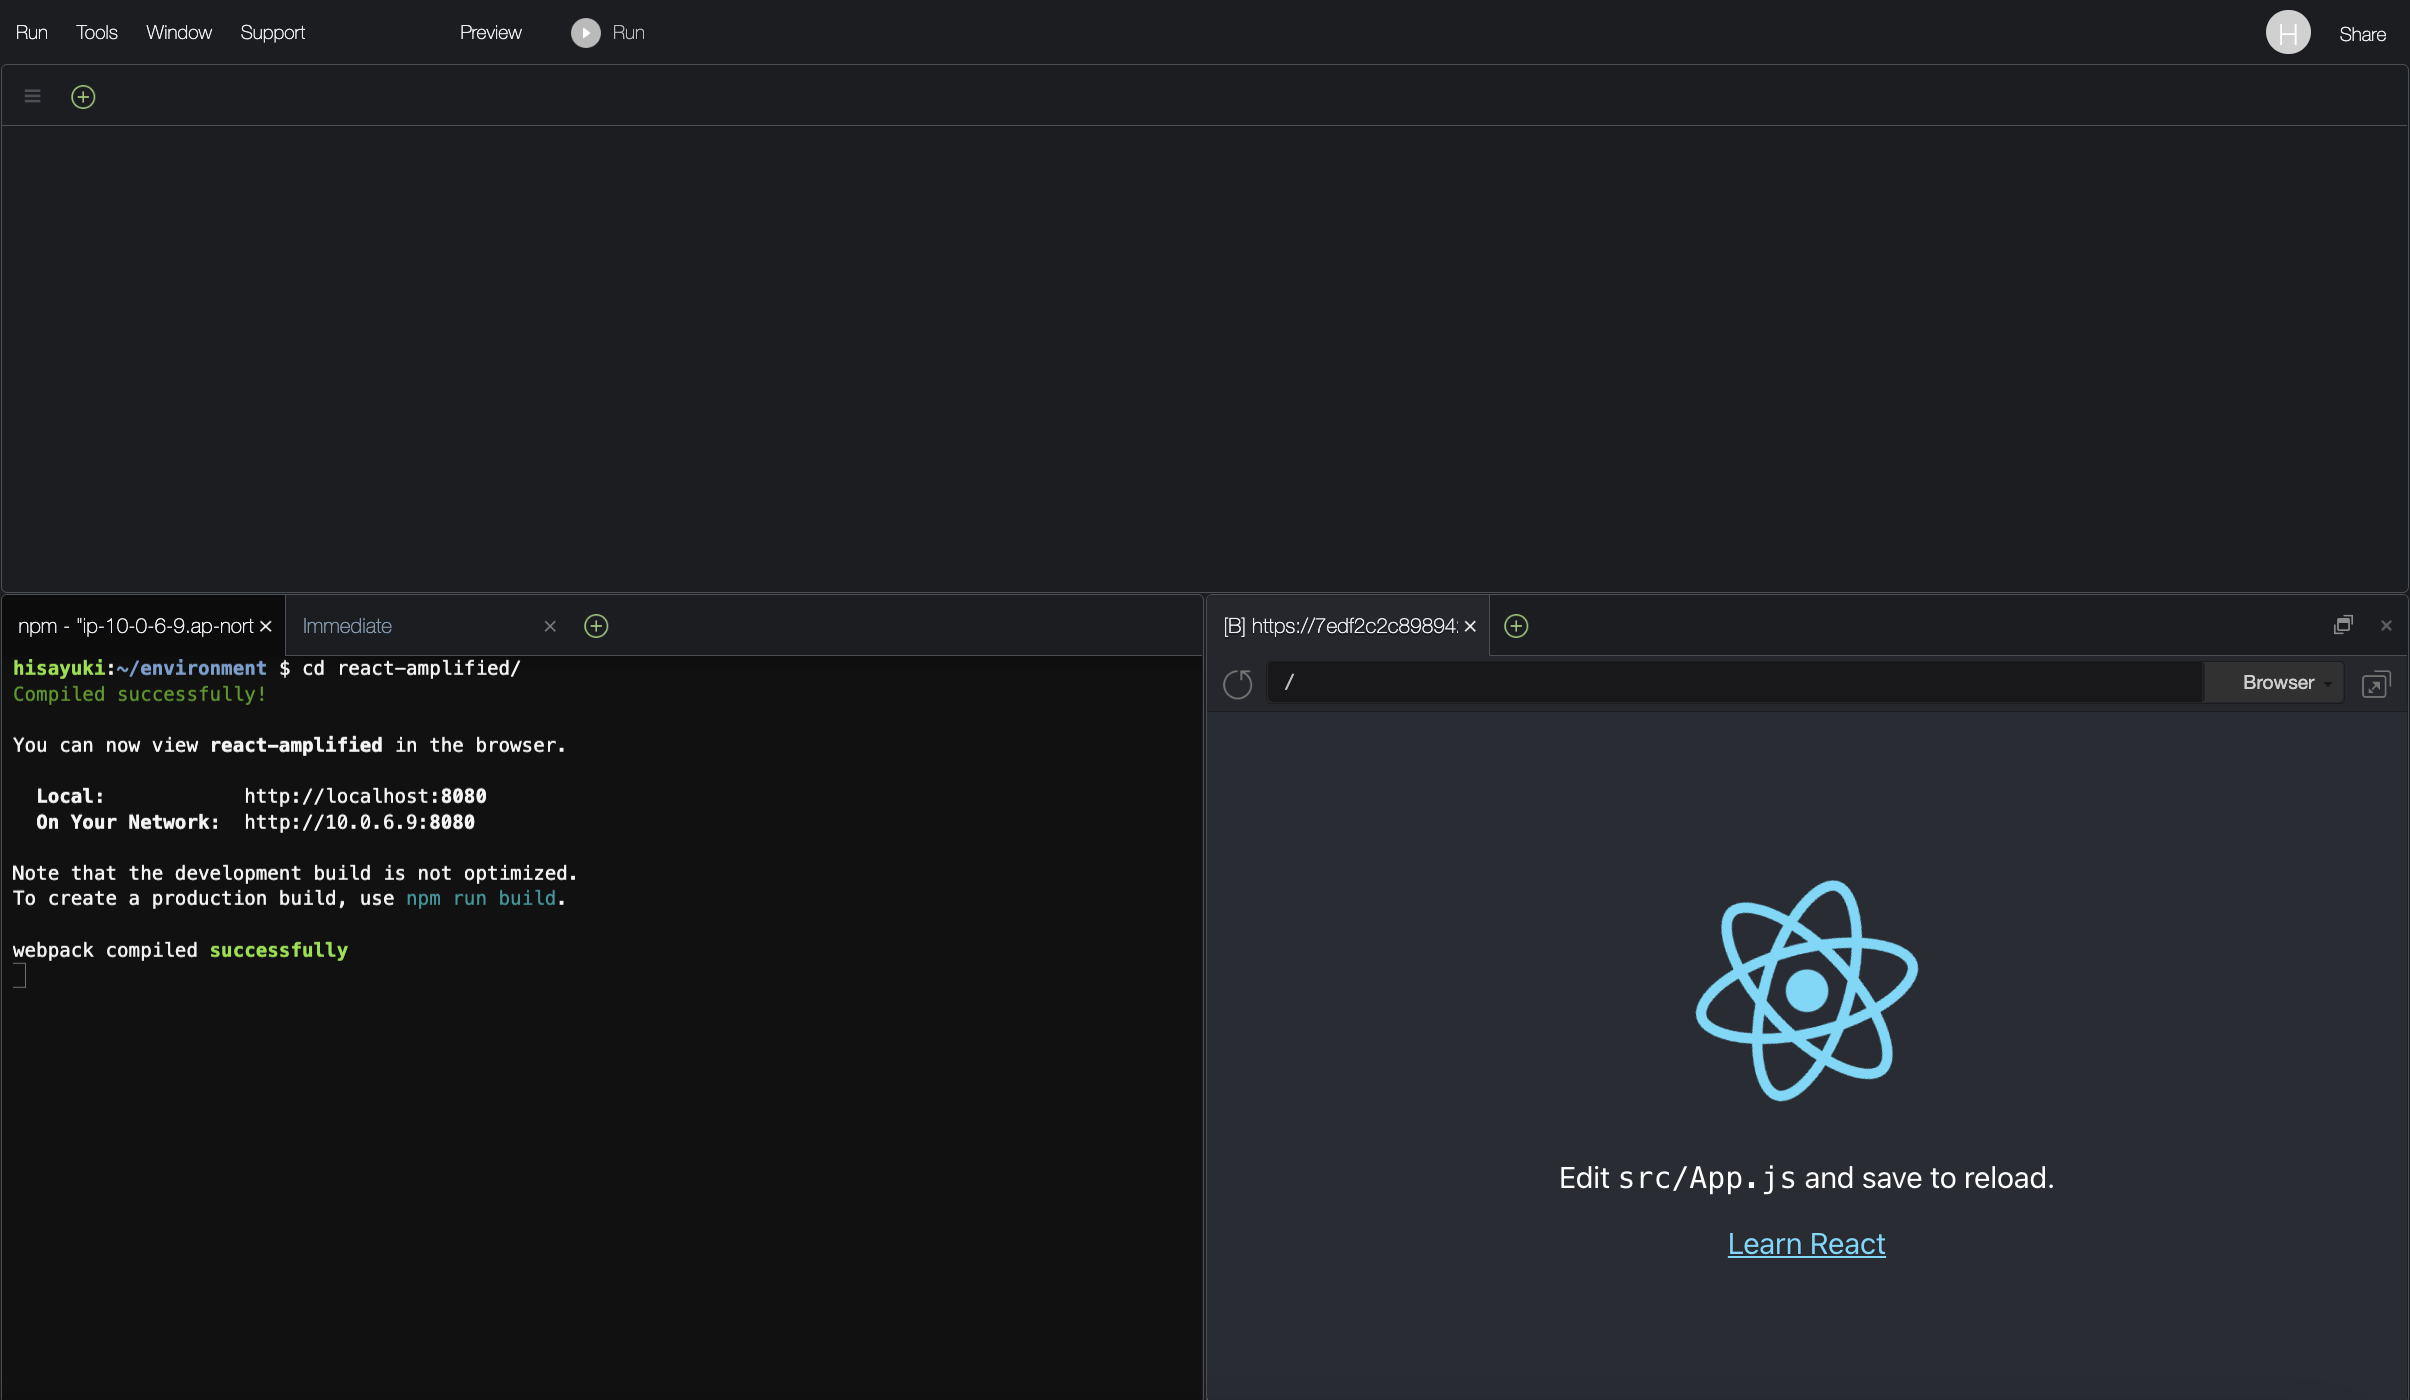 Run Tools Window Support Preview Run H Share
npm - "ip-10-0-6-9.ap-nort × Immediate ×
hisayuki:~/environment $ cd react-amplified/
Compiled successfully!
You can now view react-amplified in the browser.
Local: http://localhost:8080
On Your Network: http://10.0.6.9:8080
Note that the development build is not optimized.
To create a production build, use npm run build.
webpack compiled successfully
[B] https://7edf2c2c89894 ×
/ Browser
Edit src/App.js and save to reload.
Learn React